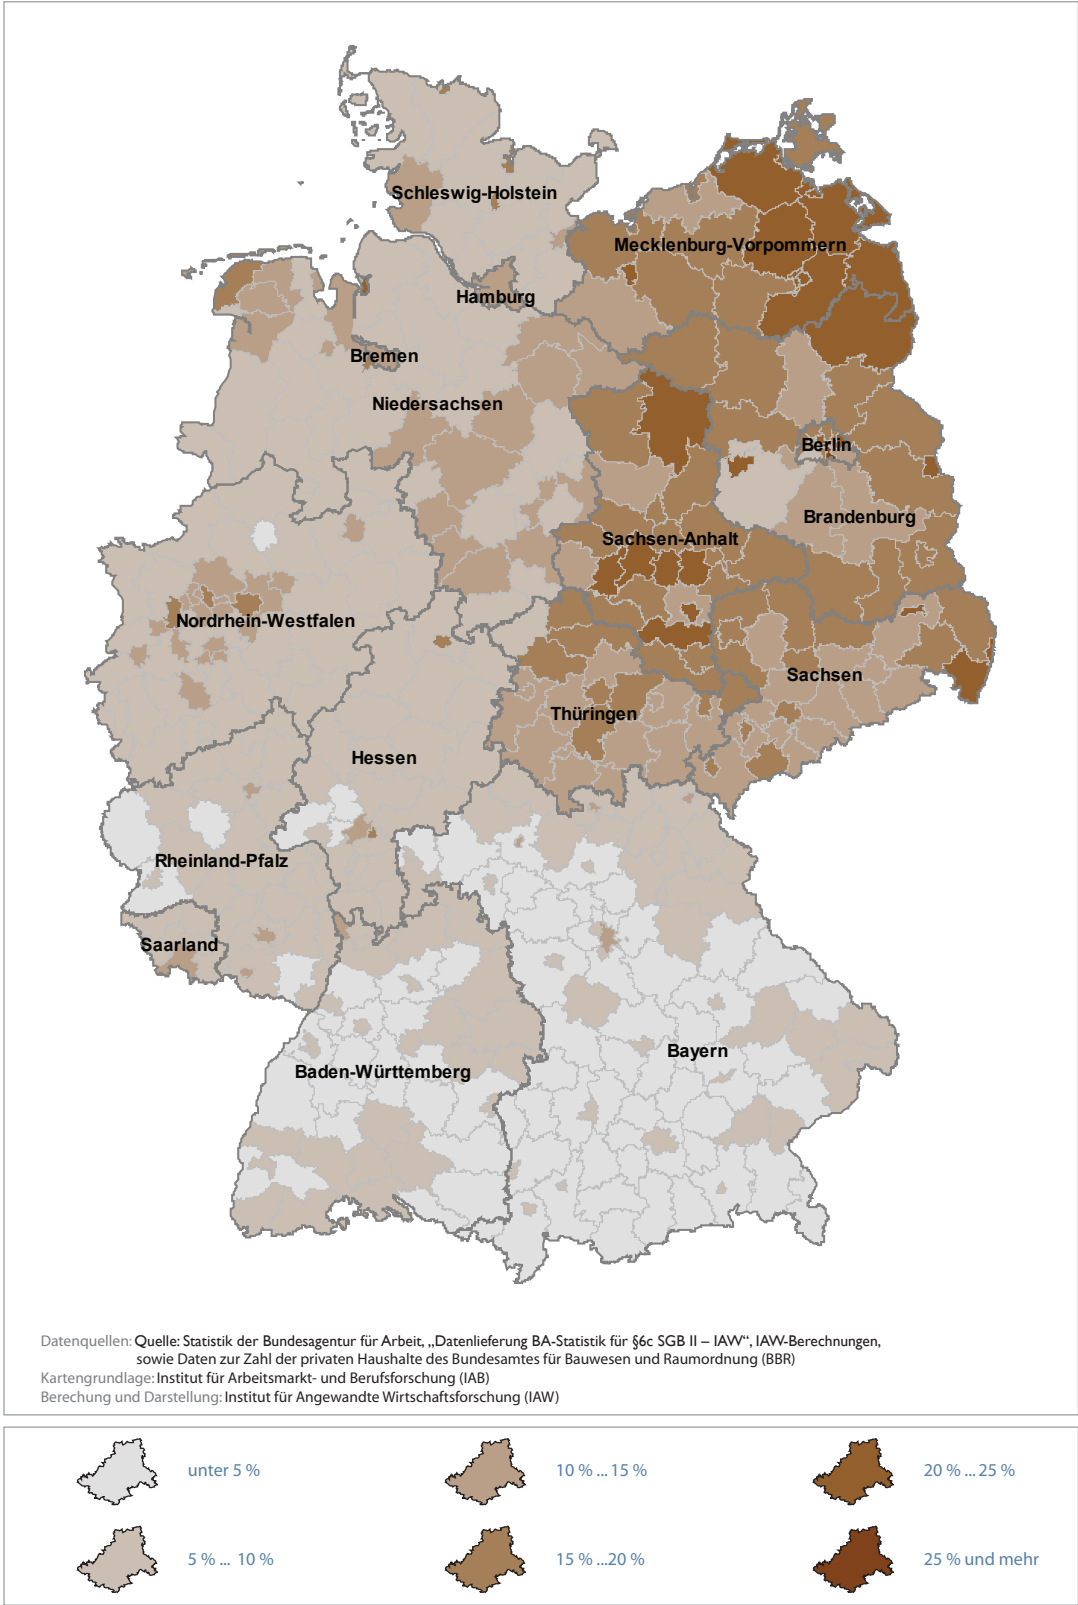 Schleswig-Holstein
Mecklenburg-Vorpommern
Hamburg
Bremen
Niedersachsen
Berlin
Brandenburg
Sachsen-Anhalt
Nordrhein-Westfalen
Sachsen
Thüringen
Hessen
Rheinland-Pfalz
Saarland
Bayern
Baden-Württemberg
Datenquellen: Quelle: Statistik der Bundesagentur für Arbeit, „Datenlieferung BA-Statistik für §6c SGB II – IAW“, IAW-Berechnungen,
sowie Daten zur Zahl der privaten Haushalte des Bundesamtes für Bauwesen und Raumordnung (BBR)
Kartengrundlage: Institut für Arbeitsmarkt- und Berufsforschung (IAB)
Berechung und Darstellung: Institut für Angewandte Wirtschaftsforschung (IAW)
unter 5 %
10 % ... 15 %
20 % ... 25 %
5 % ... 10 %
15 % ...20 %
25 % und mehr